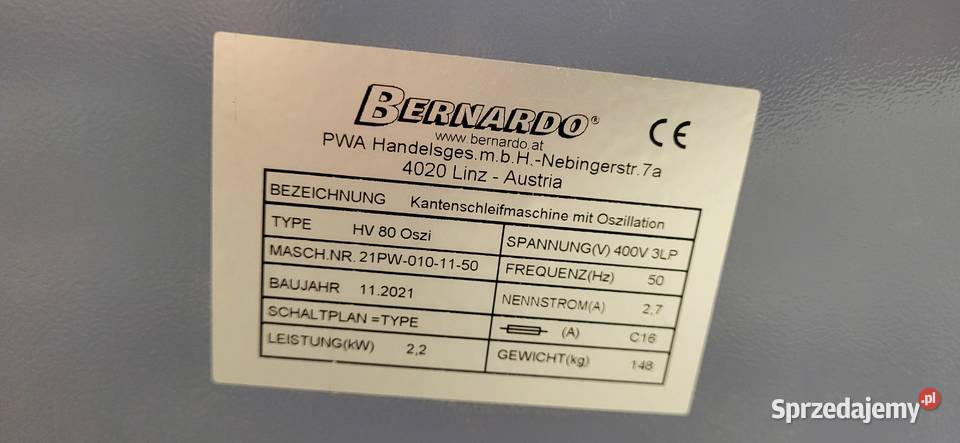 BERNARDO®
www.bernardo.at
CE
PWA Handelsges.m.b.H.-Nebingerstr.7a
4020 Linz - Austria
BEZEICHNUNG Kantenschleifmaschine mit Oszillation
TYPE HV 80 Oszi
MASCH.NR. 21PW-010-11-50
BAUJAHR 11.2021
SCHALTPLAN =TYPE
LEISTUNG(kW) 2,2
SPANNUNG(V) 400V 3LP
FREQUENZ(Hz) 50
NENNSTROM(A) 2,7
(A) C16
GEWICHT(kg) 148
Sprzedajemy.pl